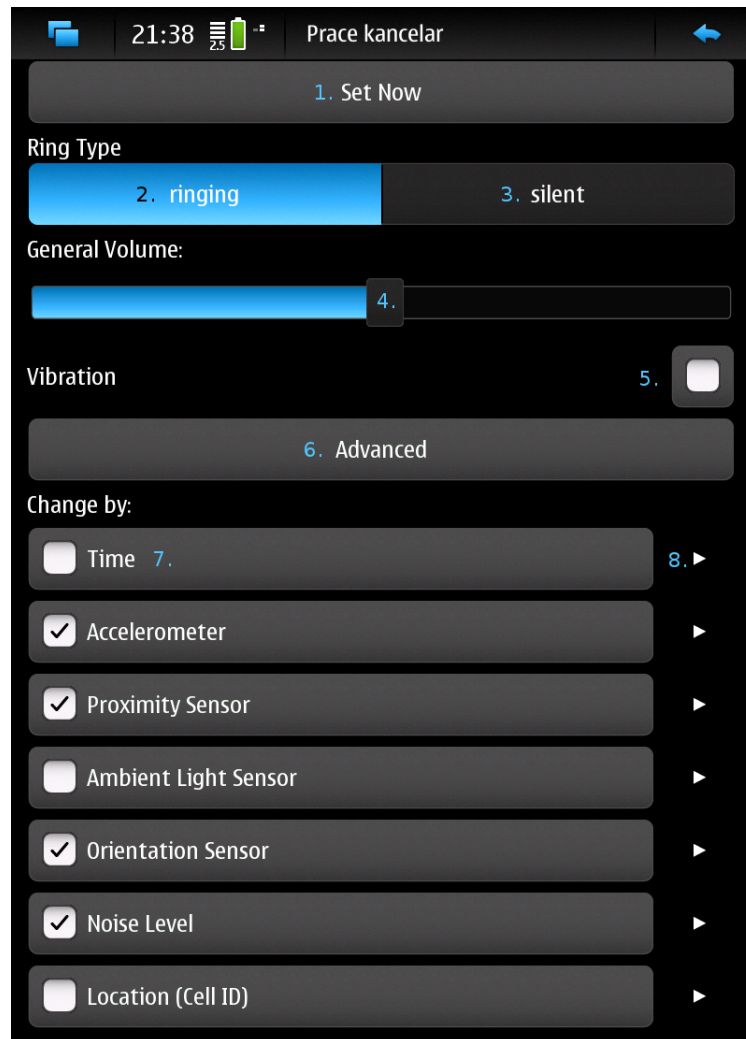 21:38 2.5 Prace kancelar
1. Set Now
Ring Type
2. ringing 3. silent
General Volume:
4.
Vibration 5.
6. Advanced
Change by:
Time 7. 8.
Accelerometer
Proximity Sensor
Ambient Light Sensor
Orientation Sensor
Noise Level
Location (Cell ID)